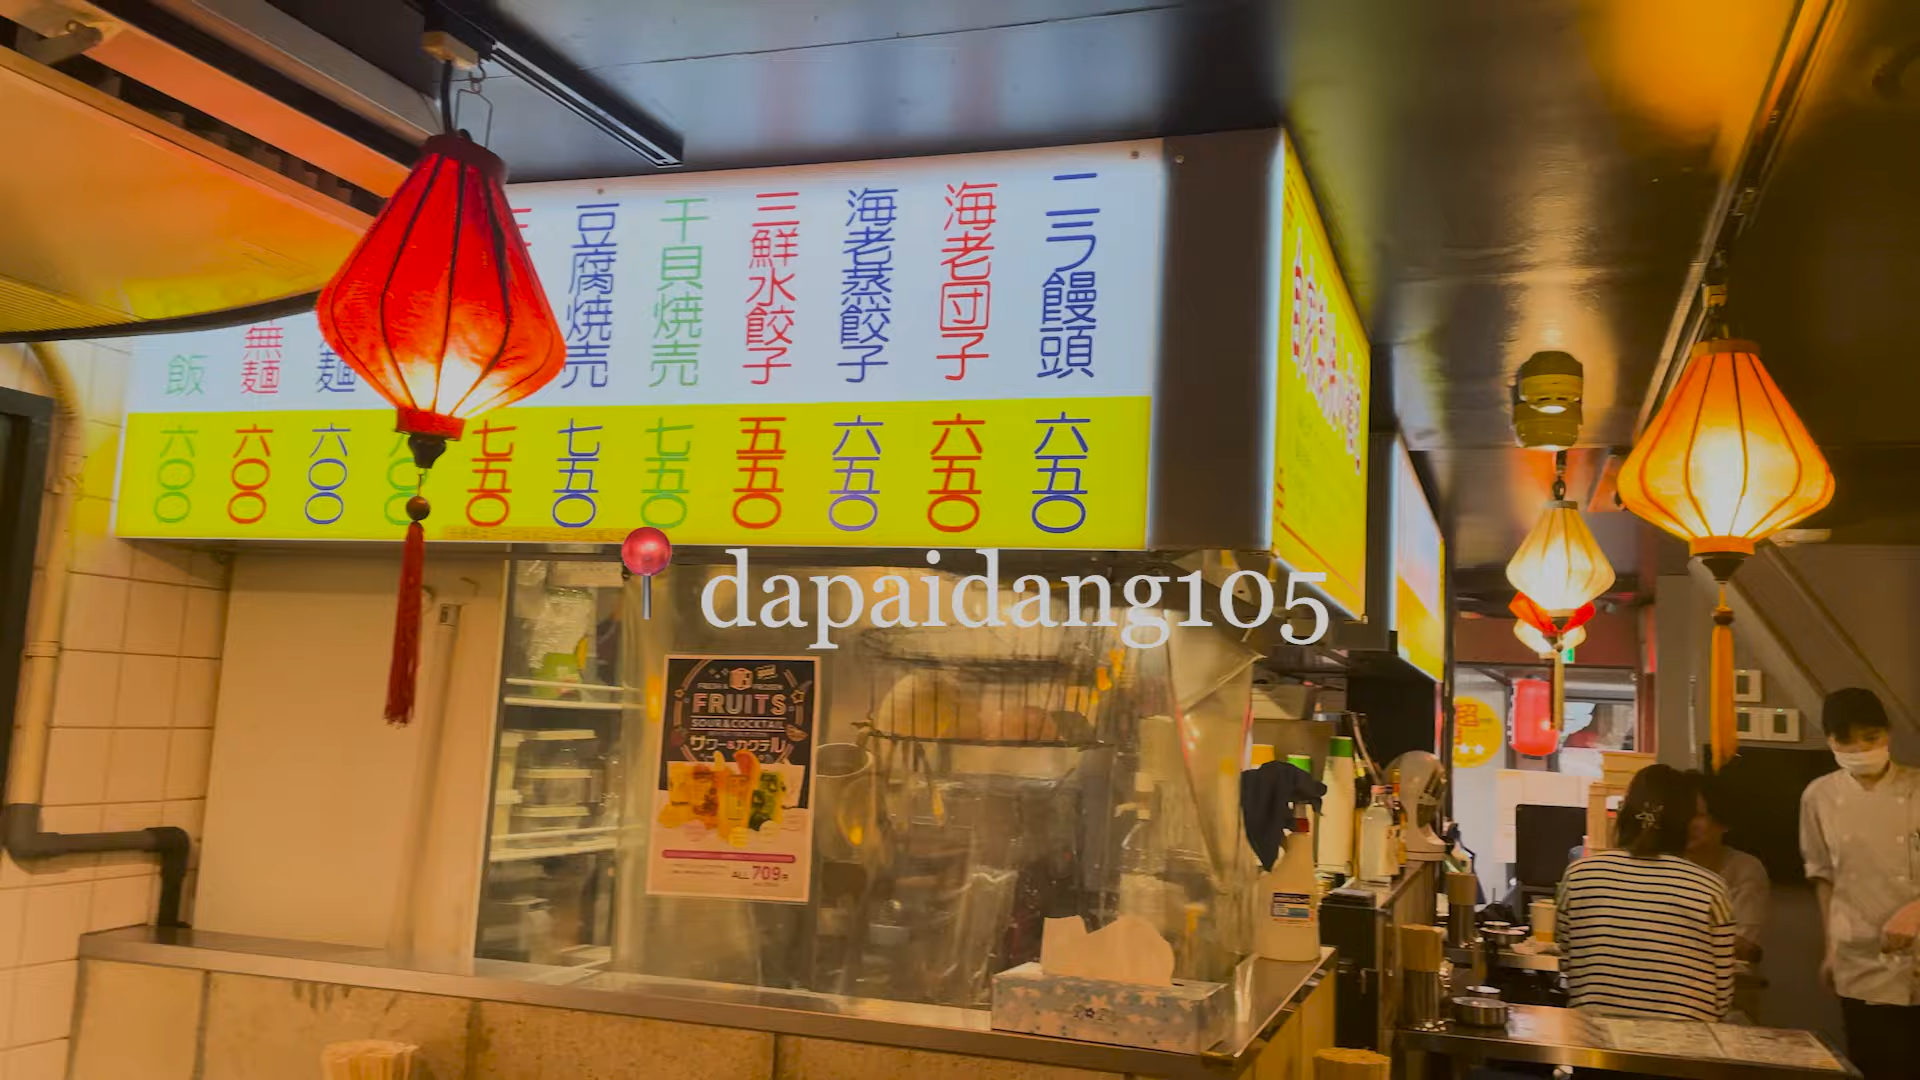 ニラ饅頭
六五〇
海老団子
六五〇
海老蒸餃子
六五〇
三鮮水餃子
五五〇
干貝焼売
七五〇
豆腐焼売
七五〇
七五〇
麺
六〇〇
無麺
六〇〇
飯
六〇〇
dapaidang105
FRUITS
SOUR&COCKTAIL
サワー&カクテル
ALL 709円